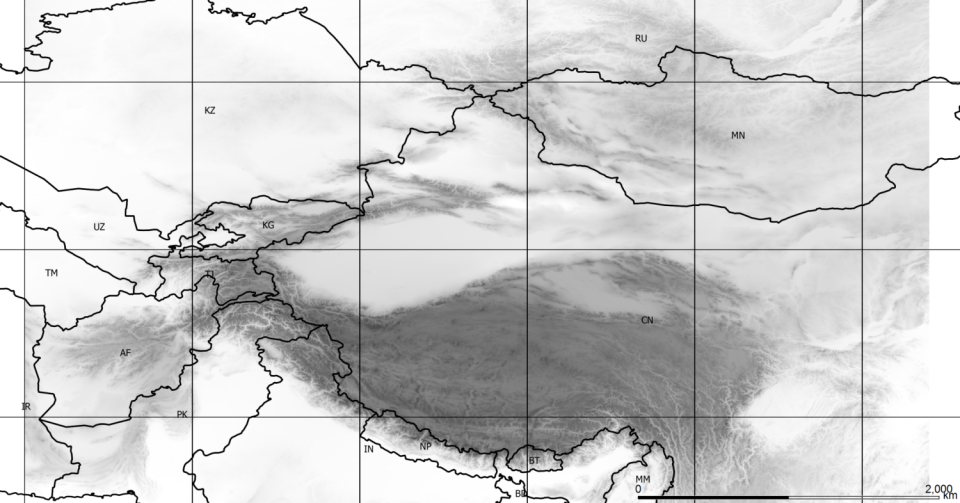 RU
KZ
MN
UZ
KG
TM
TJ
CN
AF
IR
PK
IN
NP
BT
MM
BD
0
2.000
km